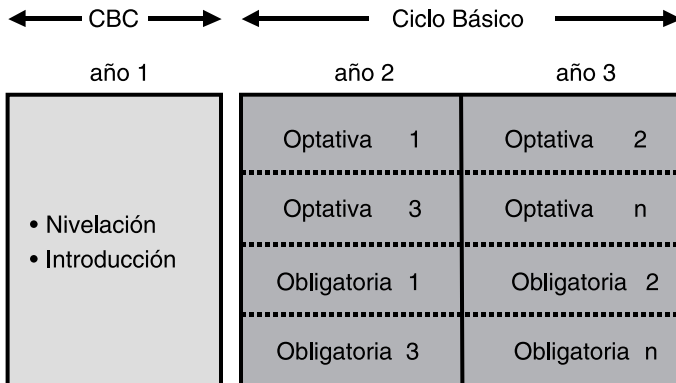 CBC Ciclo Básico
año 1 año 2 año 3
Optativa 1 Optativa 2
Optativa 3 Optativa n
• Nivelación
• Introducción
Obligatoria 1 Obligatoria 2
Obligatoria 3 Obligatoria n